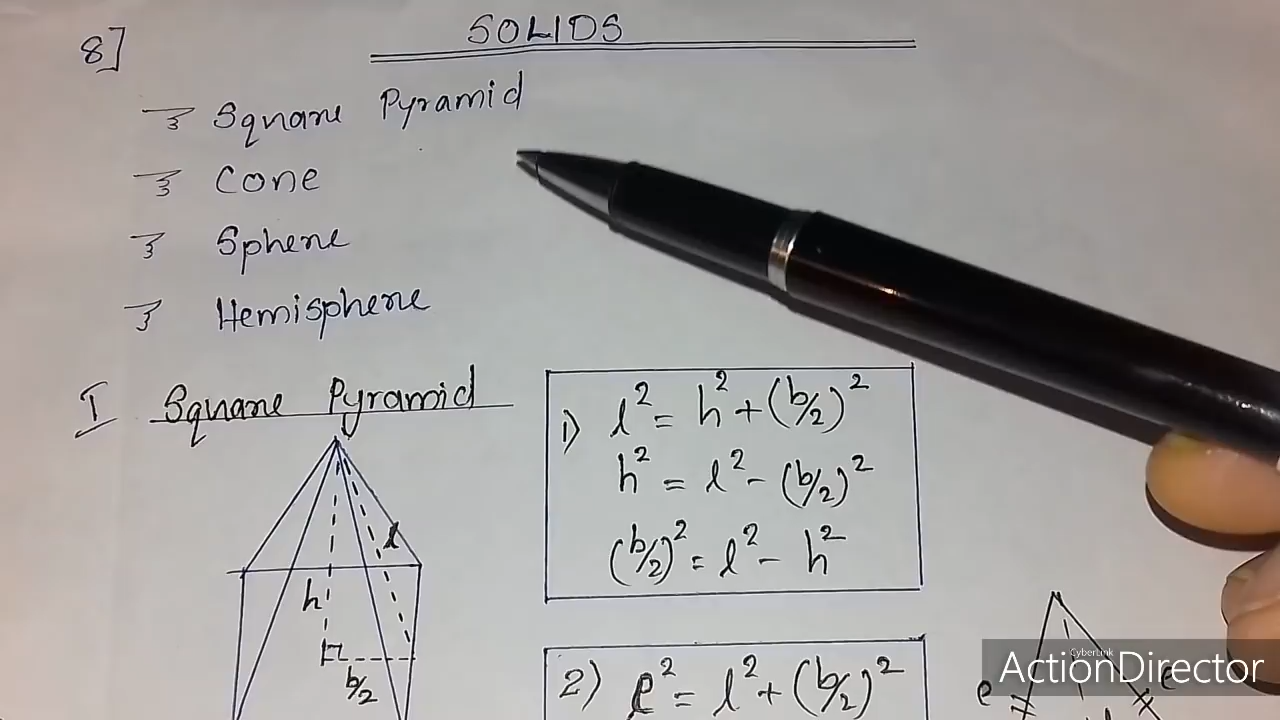 8] SOLIDS
Square Pyramid
Cone
Sphere
Hemisphere
I Square Pyramid
1) l² = h² + (b/2)²
h² = l² - (b/2)²
(b/2)² = l² - h²
l
h
b/2
2) e² = l² + (b/2)²
e
e
CyberLink
ActionDirector